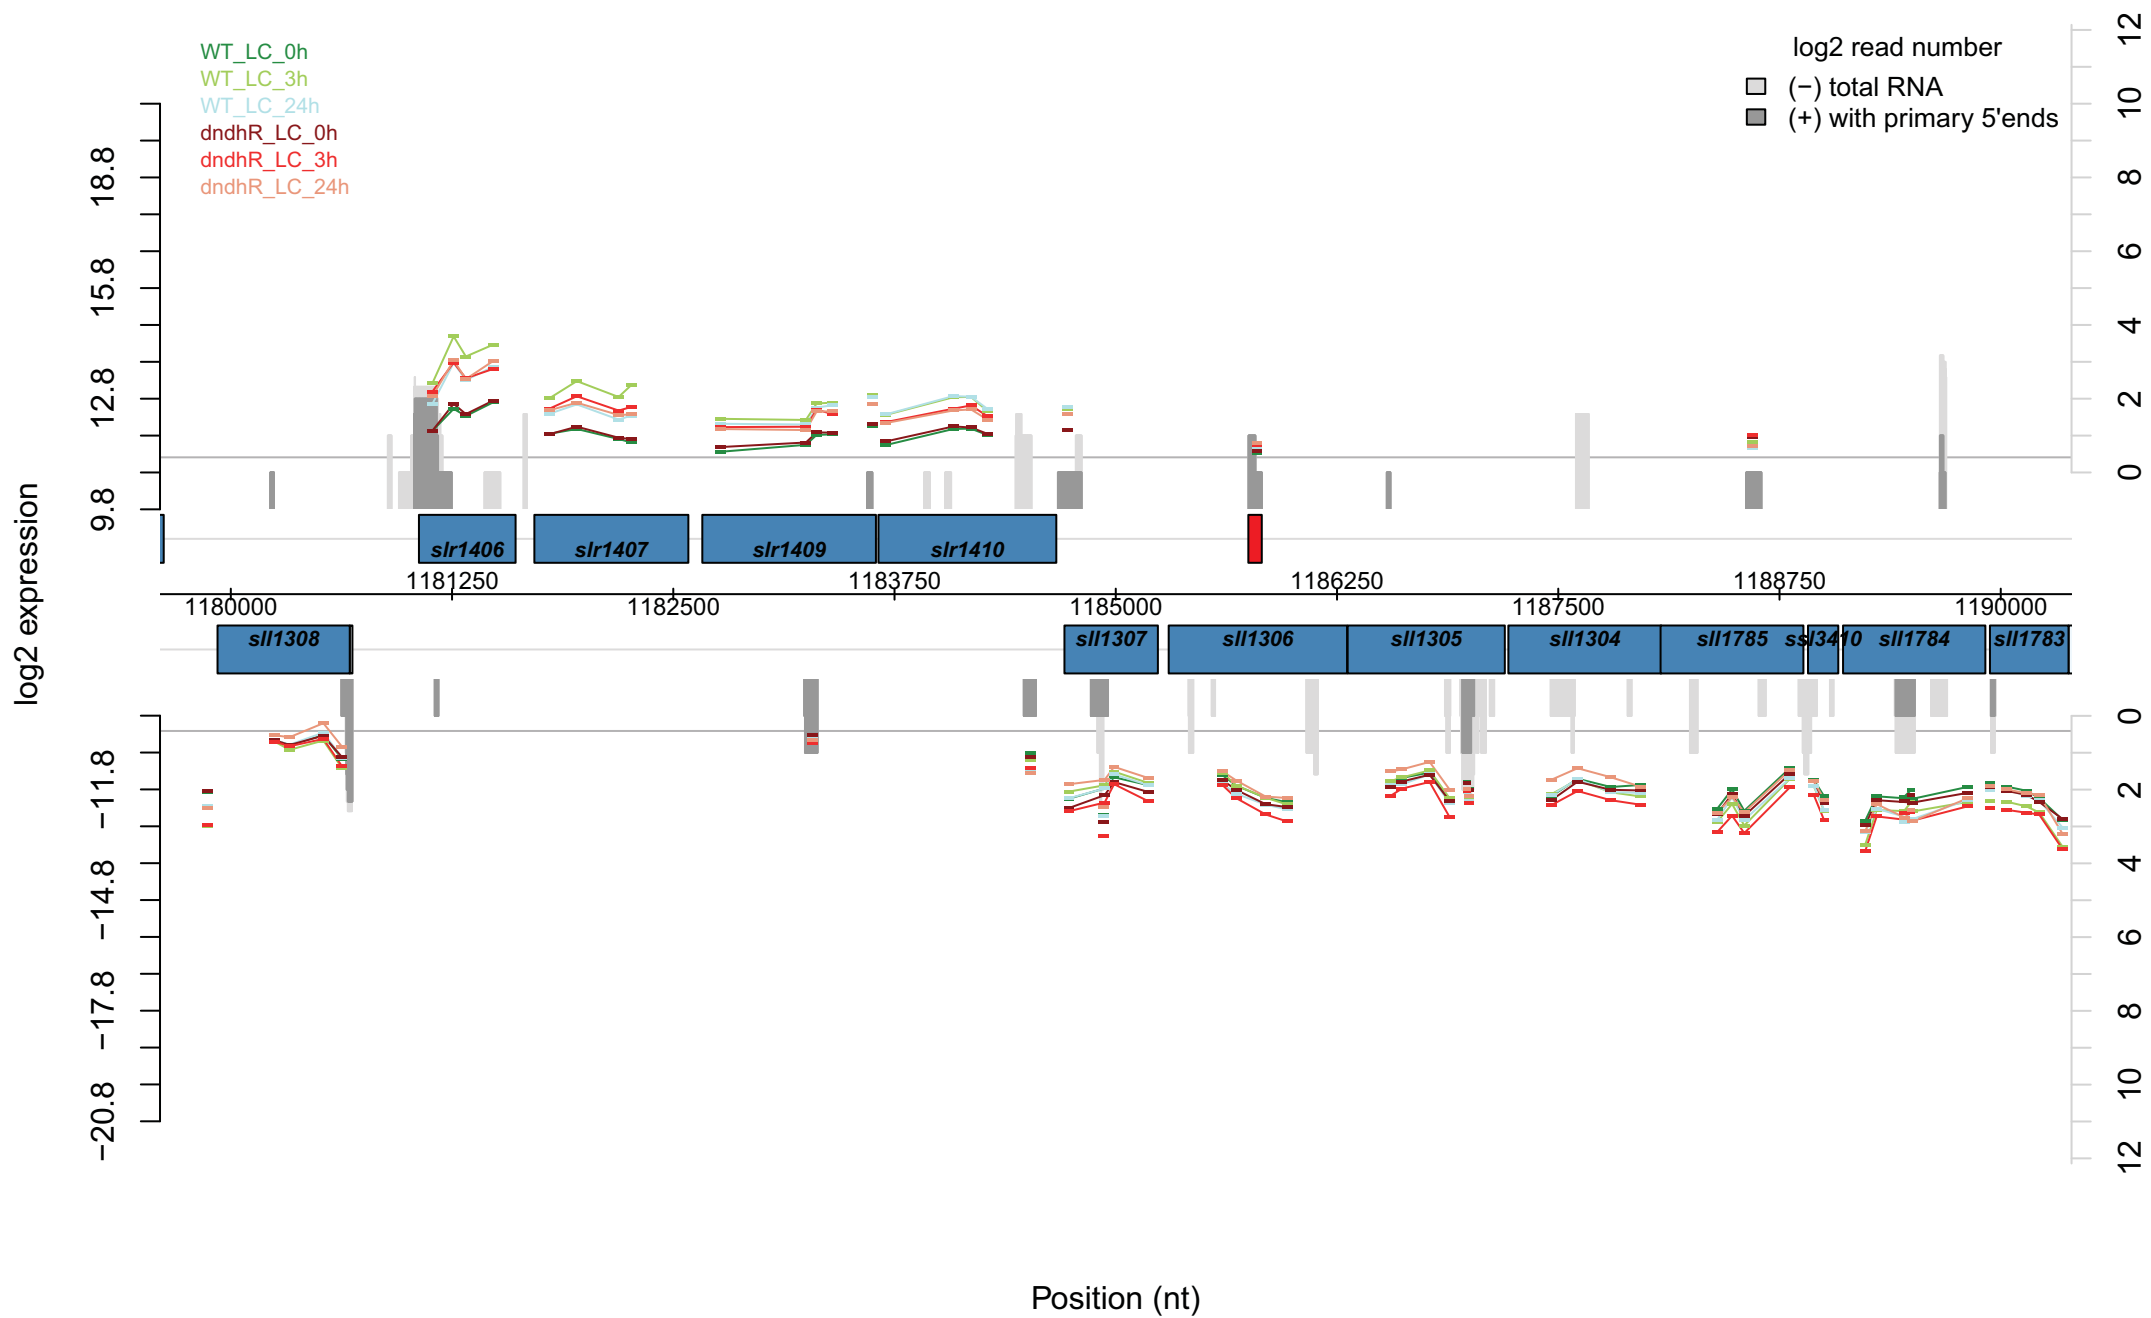 WT_LC_0h
WT_LC_3h
WT_LC_24h
dndhR_LC_0h
dndhR_LC_3h
dndhR_LC_24h
log2 read number
(−) total RNA
(+) with primary 5'ends
log2 expression
18.8
15.8
12.8
9.8
12
10
8
6
4
2
0
slr1406 slr1407 slr1409 slr1410
1181250 1183750 1186250 1188750
1180000 1182500 1185000 1187500 1190000
sll1308 sll1307 sll1306 sll1305 sll1304 sll1785 ssl3410 sll1784 sll1783
−11.8
−14.8
−17.8
−20.8
0
2
4
6
8
10
12
Position (nt)